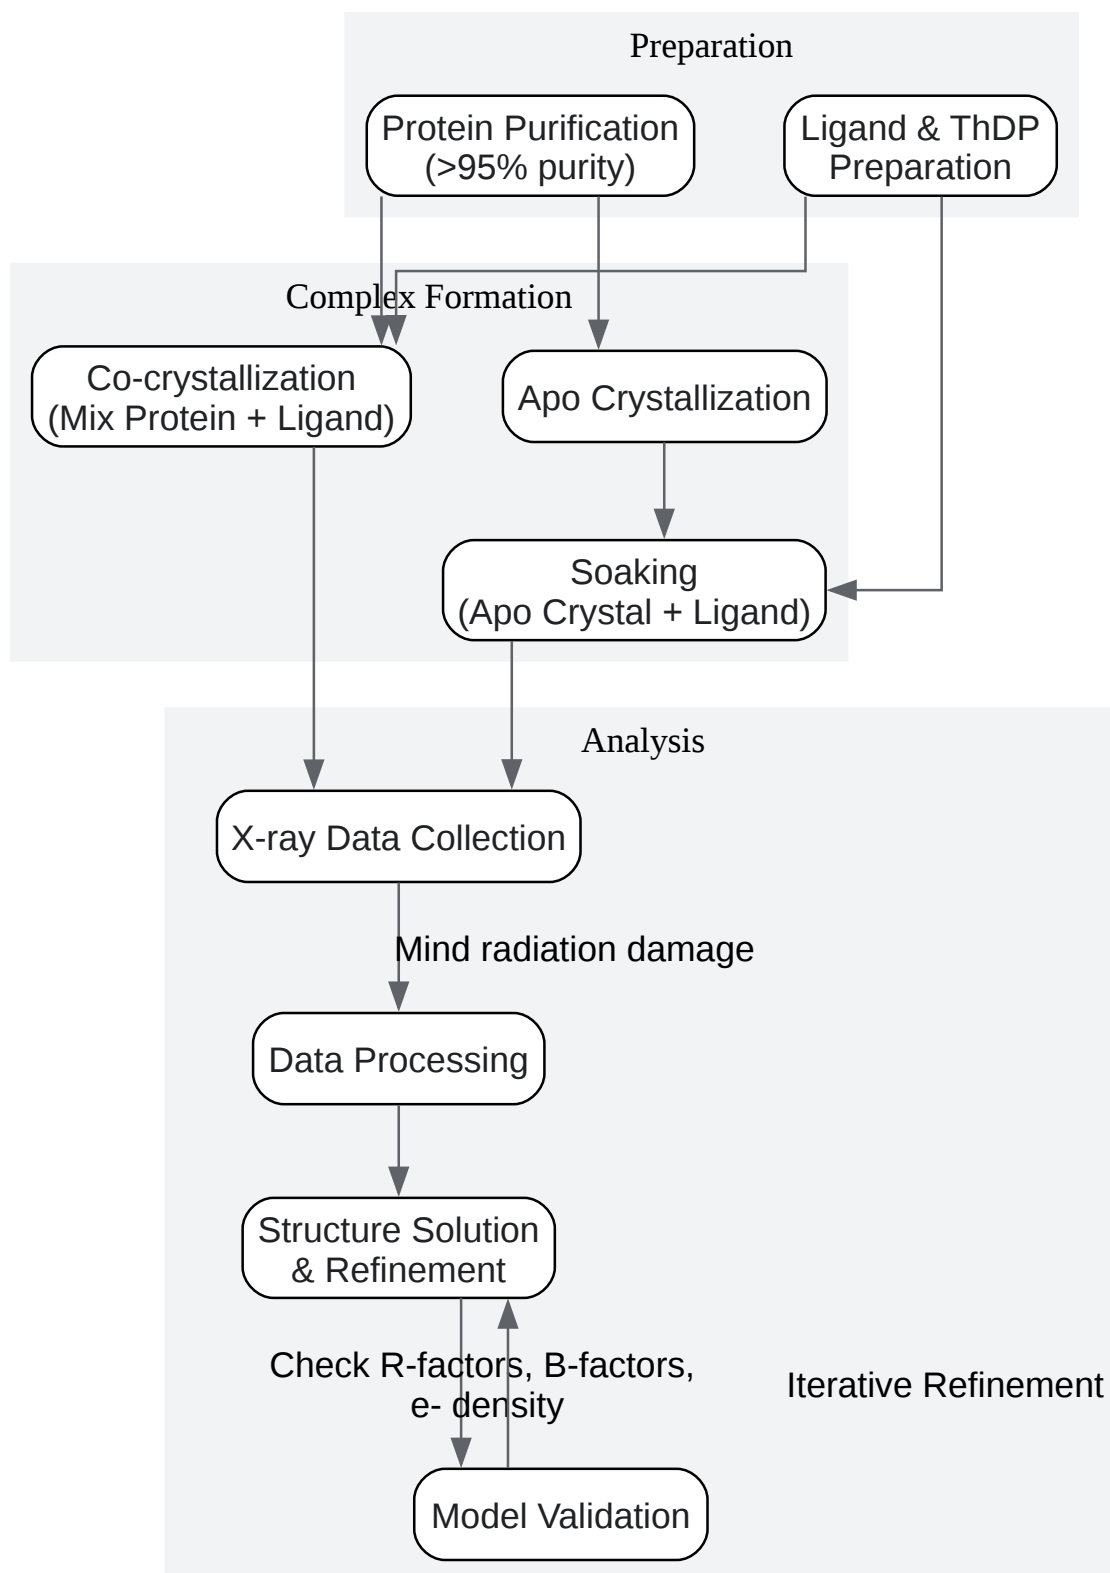 Preparation
Protein Purification
(>95% purity)
Ligand & ThDP
Preparation
Complex Formation
Co-crystallization
(Mix Protein + Ligand)
Apo Crystallization
Soaking
(Apo Crystal + Ligand)
Analysis
X-ray Data Collection
Mind radiation damage
Data Processing
Structure Solution
& Refinement
Check R-factors, B-factors,
e- density
Iterative Refinement
Model Validation